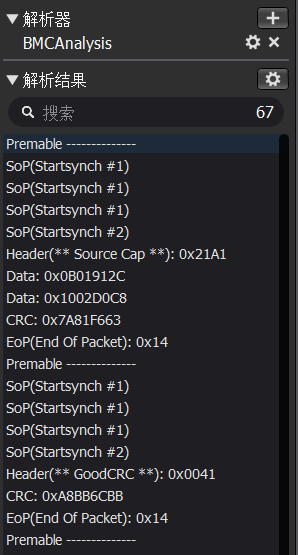 解析器
BMCAnalysis
解析结果
搜索 67
Premable --------------
SoP(Startsynch #1)
SoP(Startsynch #1)
SoP(Startsynch #1)
SoP(Startsynch #2)
Header(** Source Cap **): 0x21A1
Data: 0x0B01912C
Data: 0x1002D0C8
CRC: 0x7A81F663
EoP(End Of Packet): 0x14
Premable --------------
SoP(Startsynch #1)
SoP(Startsynch #1)
SoP(Startsynch #1)
SoP(Startsynch #2)
Header(** GoodCRC **): 0x0041
CRC: 0xA8BB6CBB
EoP(End Of Packet): 0x14
Premable --------------